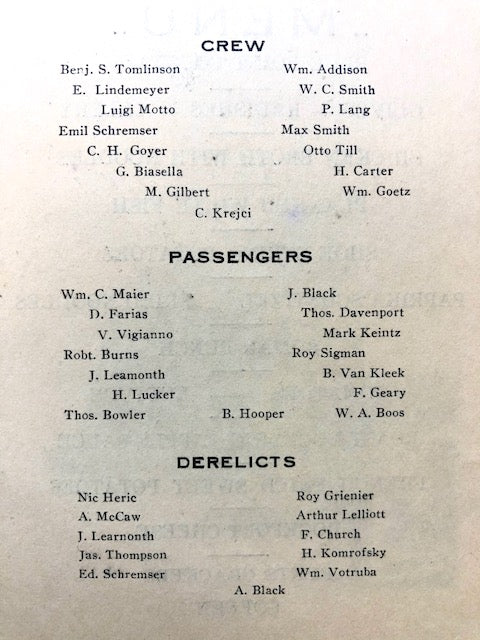 CREW
Benj. S. Tomlinson Wm. Addison
E. Lindemeyer W. C. Smith
Luigi Motto P. Lang
Emil Schremser Max Smith
C. H. Goyer Otto Till
G. Biasella H. Carter
M. Gilbert Wm. Goetz
C. Krejci
PASSENGERS
Wm. C. Maier J. Black
D. Farias Thos. Davenport
V. Vigianno Mark Keintz
Robt. Burns Roy Sigman
J. Leamonth B. Van Kleek
H. Lucker F. Geary
Thos. Bowler B. Hooper W. A. Boos
DERELICTS
Nic Heric Roy Grienier
A. McCaw Arthur Lelliott
J. Learnonth F. Church
Jas. Thompson H. Komrofsky
Ed. Schremser Wm. Votruba
A. Black